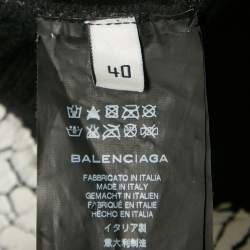 40
BALENCIAGA
FABBRICATO IN ITALIA
MADE IN ITALY
GEMACHT IN ITALIEN
FABRIQUÉ EN ITALIE
HECHO EN ITALIA
イタリア製
意大利制